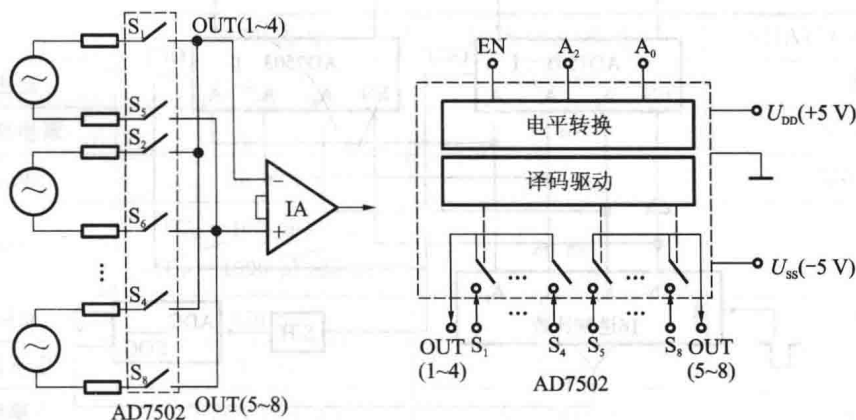 S₁
OUT(1~4)
S₅
S₂
S₆
⋯
S₄
S₈
AD7502
OUT(5~8)
−
+
IA
EN
A₂
A₀
电平转换
译码驱动
U_DD(+5 V)
U_SS(−5 V)
⋯ ⋯
⋯ ⋯
OUT S₁ S₄ S₅ S₈ OUT
(1~4) (5~8)
AD7502